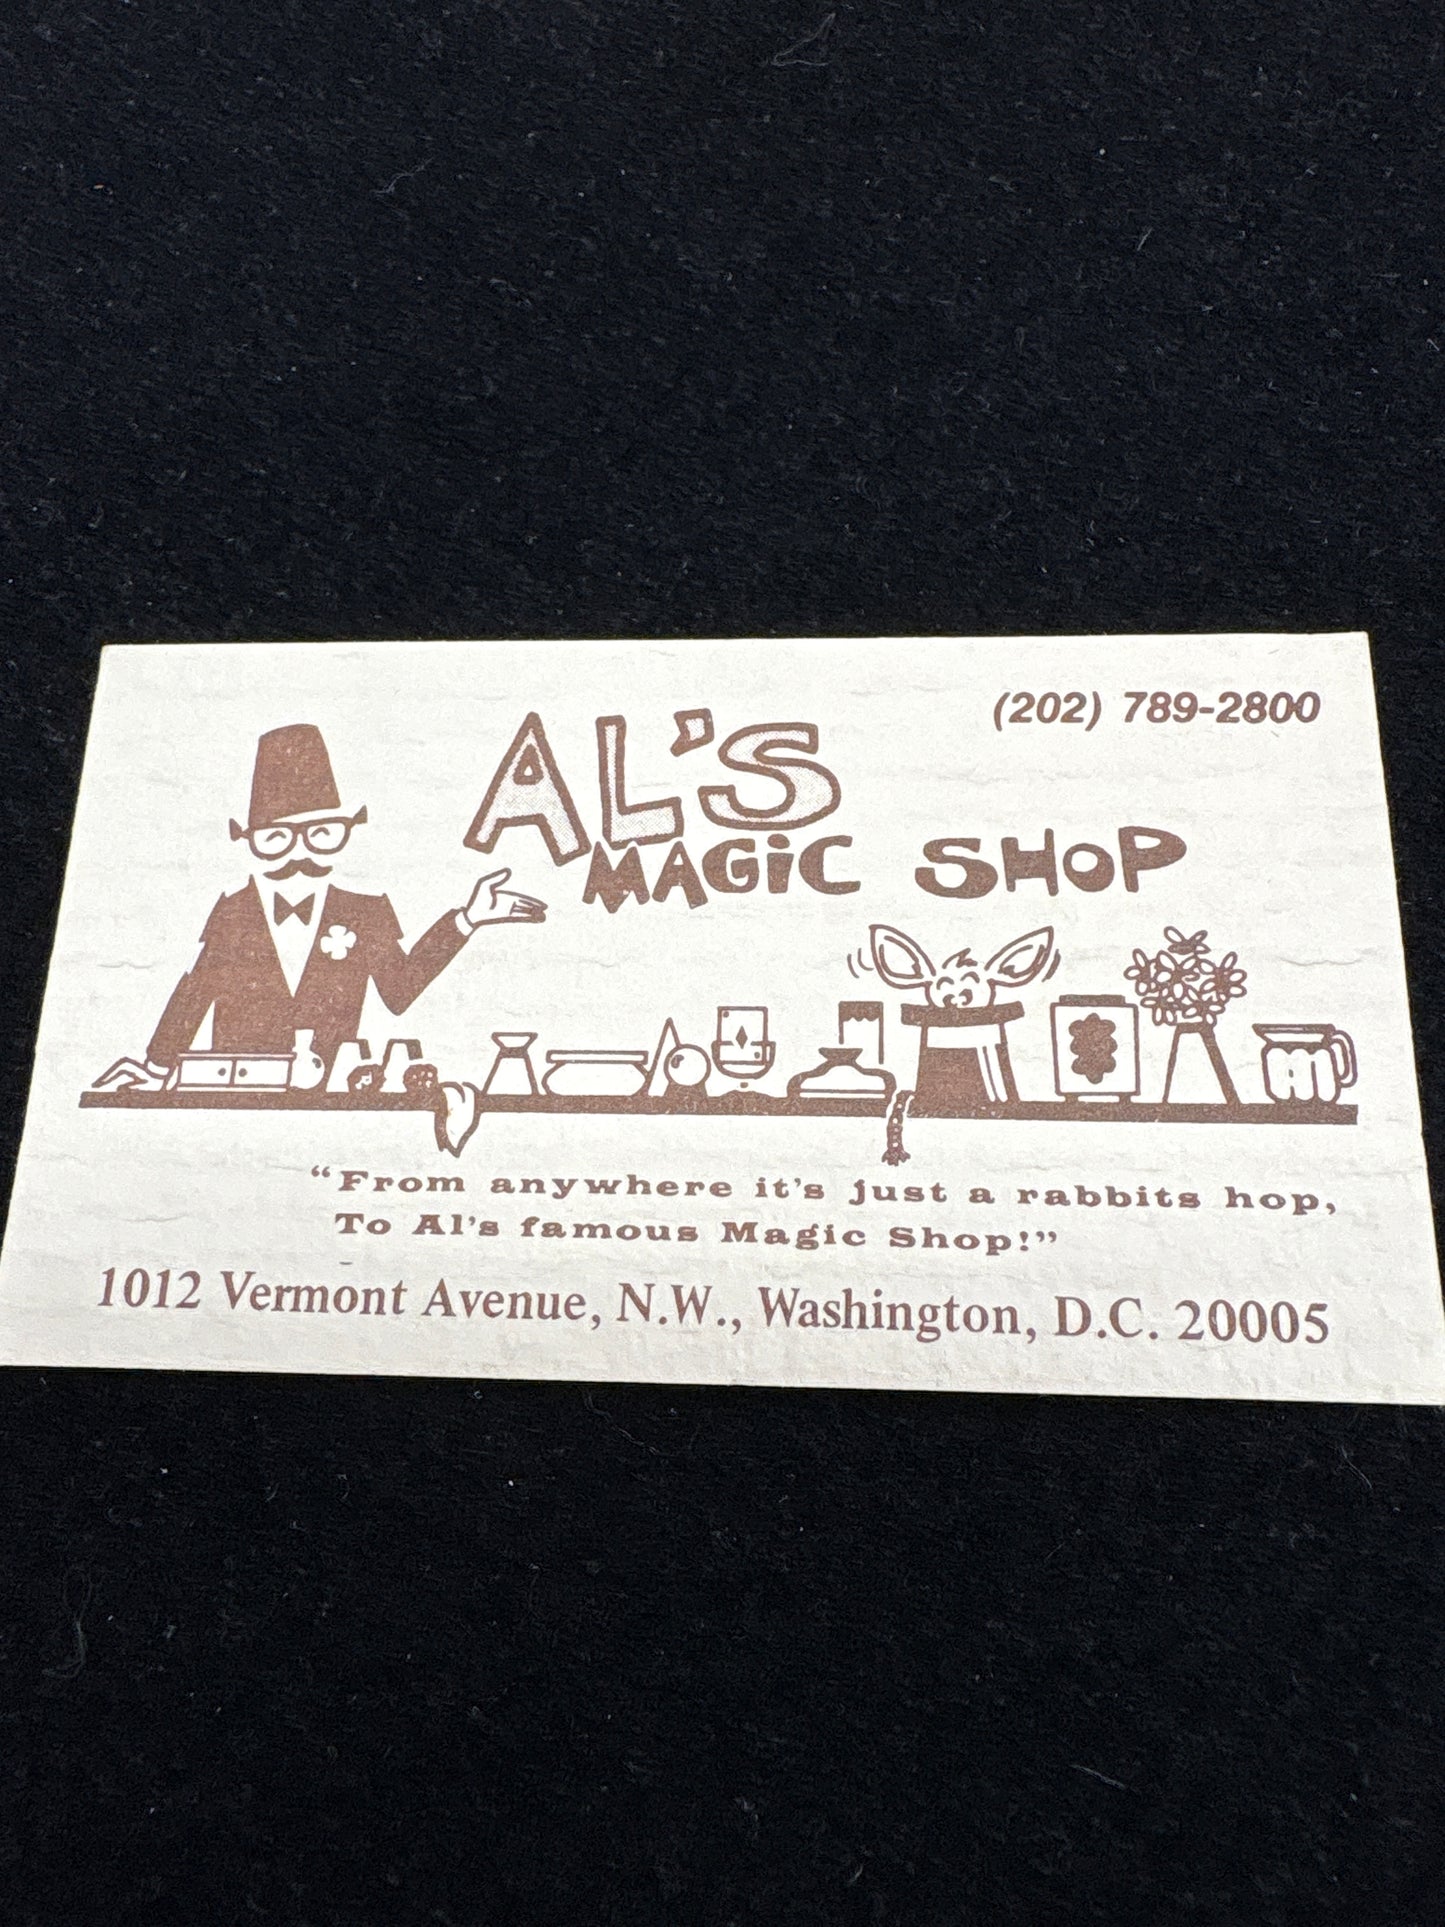 (202) 789-2800
AL'S
MAGiC SHOP
“From anywhere it's just a rabbits hop,
To Al's famous Magic Shop!”
1012 Vermont Avenue, N.W., Washington, D.C. 20005